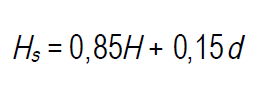 Hₛ = 0,85H + 0,15d